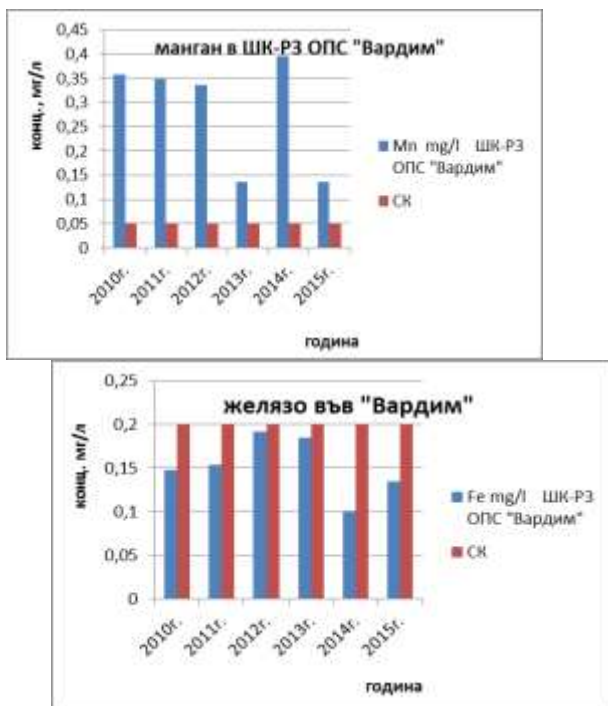 манган в ШК-РЗ ОПС "Вардим"
конц., мг/л
0,45
0,4
0,35
0,3
0,25
0,2
0,15
0,1
0,05
0
2010г. 2011г. 2012г. 2013г. 2014г. 2015г.
година
Mn mg/l ШК-РЗ
ОПС "Вардим"
СК
желязо във "Вардим"
конц. мг/л
0,25
0,2
0,15
0,1
0,05
0
2010г. 2011г. 2012г. 2013г. 2014г. 2015г.
година
Fe mg/l ШК-РЗ
ОПС "Вардим"
СК